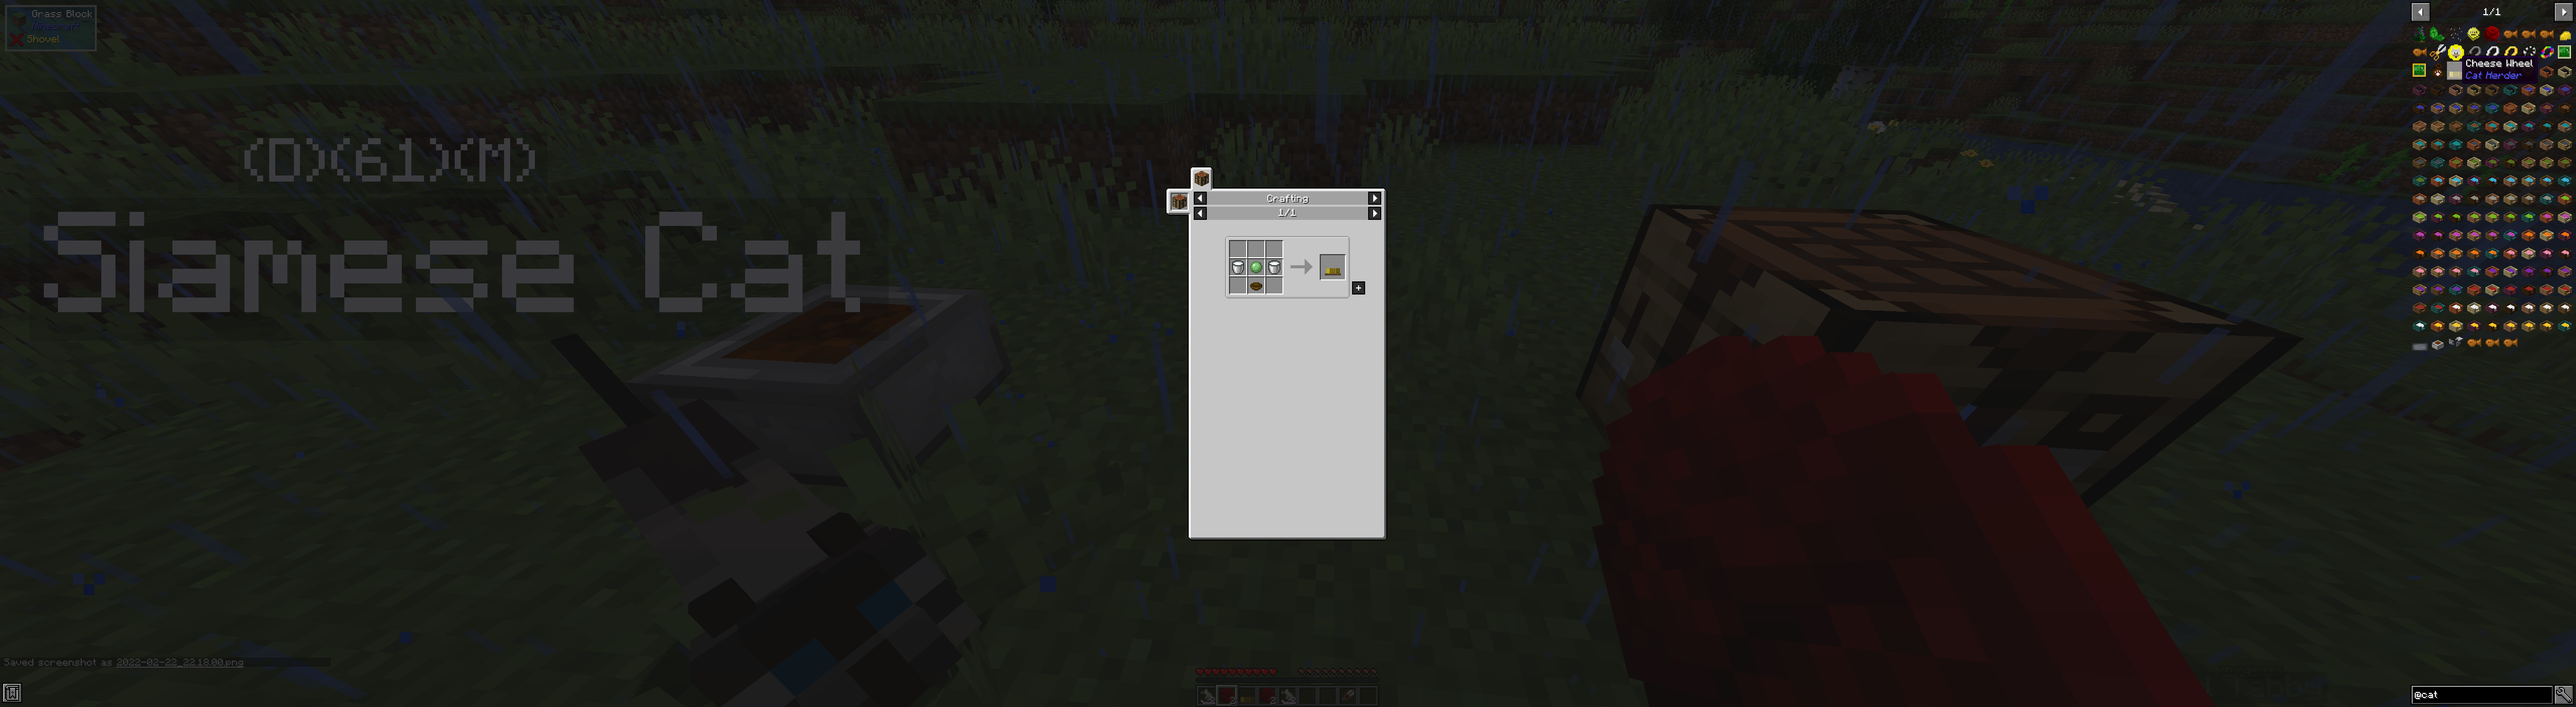 Grass Block
Minecraft
Shovel
1/1
Cheese Wheel
Cat Herder
(D)(61)(M)
Siamese Cat
Crafting
1/1
Saved screenshot as 2022-02-22_22.18.00.png
@cat